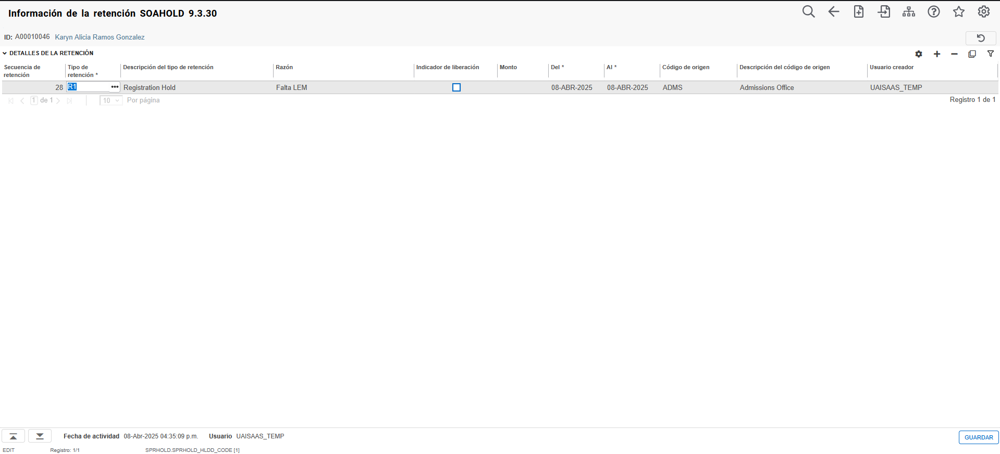 Información de la retención SOAHOLD 9.3.30
ID: A00010046 Karyn Alicia Ramos Gonzalez
DETALLES DE LA RETENCIÓN
Secuencia de retención
Tipo de retención *
Descripción del tipo de retención
Razón
Indicador de liberación
Monto
Del *
Al *
Código de origen
Descripción del código de origen
Usuario creador
28 R1 ••• Registration Hold Falta LEM 08-ABR-2025 08-ABR-2025 ADMS Admissions Office UAISAAS_TEMP
1 de 1 10 Por página Registro 1 de 1
Fecha de actividad 08-Abr-2025 04:35:09 p.m. Usuario UAISAAS_TEMP
GUARDAR
EDIT Registro: 1/1 SPRHOLD.SPRHOLD_HLDD_CODE [1]